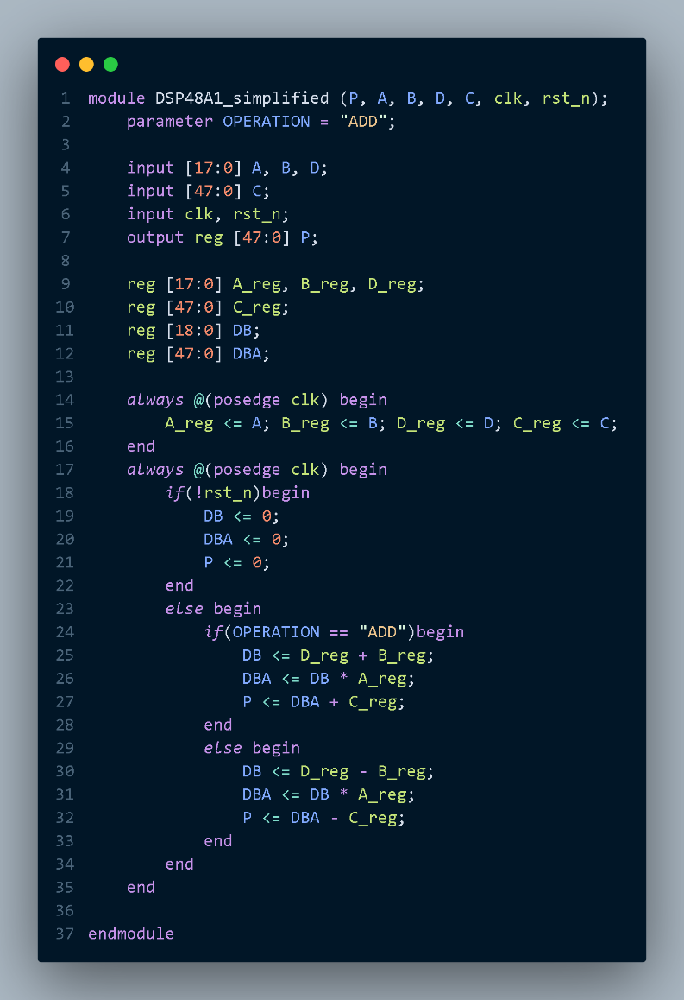 1 module DSP48A1_simplified (P, A, B, D, C, clk, rst_n);
2     parameter OPERATION = "ADD";
3
4     input [17:0] A, B, D;
5     input [47:0] C;
6     input clk, rst_n;
7     output reg [47:0] P;
8
9     reg [17:0] A_reg, B_reg, D_reg;
10     reg [47:0] C_reg;
11     reg [18:0] DB;
12     reg [47:0] DBA;
13
14     always @(posedge clk) begin
15         A_reg <= A; B_reg <= B; D_reg <= D; C_reg <= C;
16     end
17     always @(posedge clk) begin
18         if(!rst_n)begin
19             DB <= 0;
20             DBA <= 0;
21             P <= 0;
22         end
23         else begin
24             if(OPERATION == "ADD")begin
25                 DB <= D_reg + B_reg;
26                 DBA <= DB * A_reg;
27                 P <= DBA + C_reg;
28             end
29             else begin
30                 DB <= D_reg - B_reg;
31                 DBA <= DB * A_reg;
32                 P <= DBA - C_reg;
33             end
34         end
35     end
36
37 endmodule